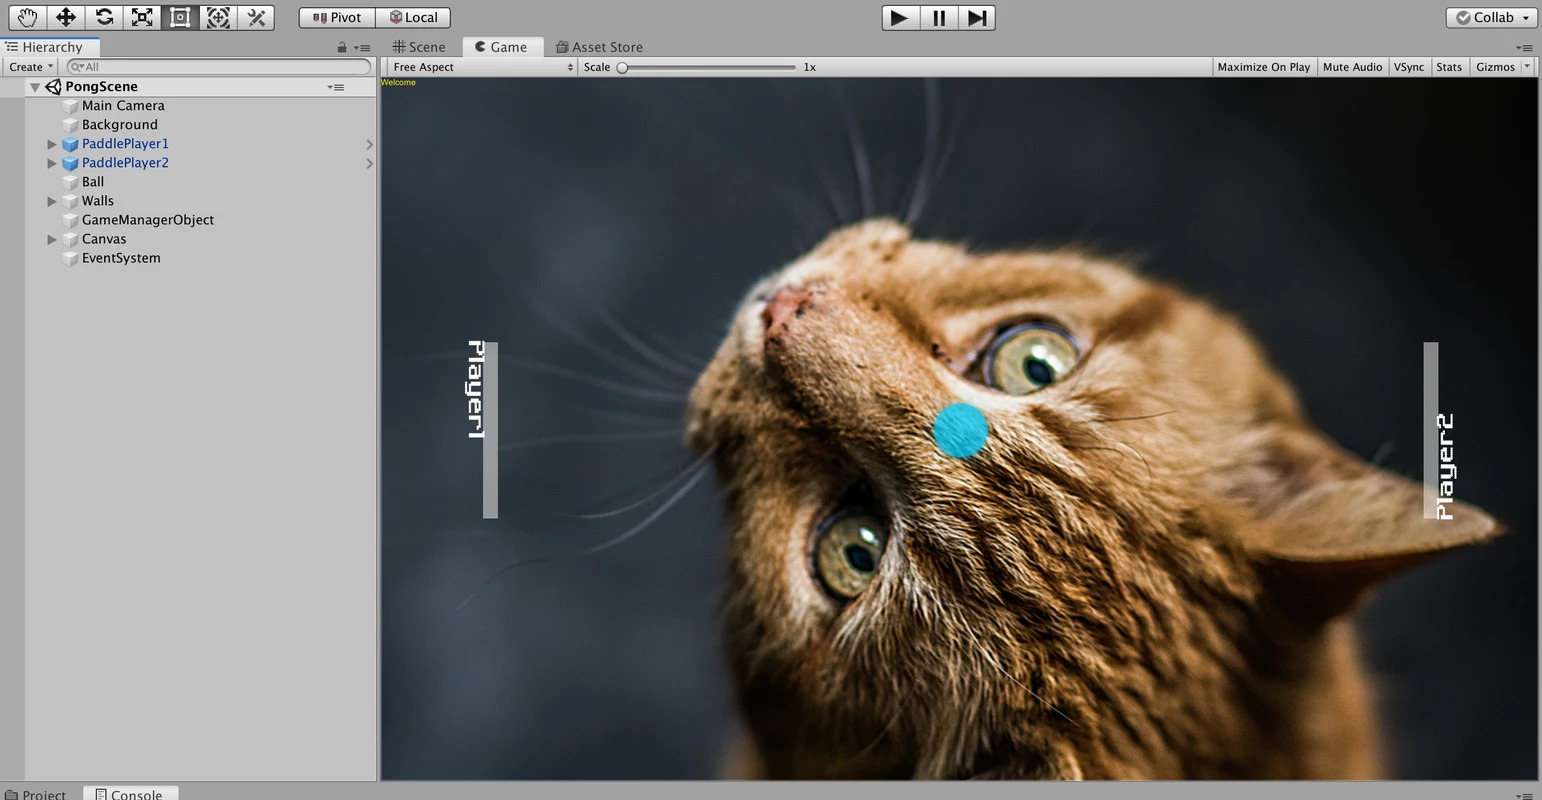 Pivot Local Collab
Hierarchy Scene Game Asset Store
Create All Free Aspect Scale 1x Maximize On Play Mute Audio VSync Stats Gizmos
PongScene
Welcome
Main Camera
Background
PaddlePlayer1
PaddlePlayer2
Ball
Walls
GameManagerObject
Canvas
EventSystem
Player1
Player2
Project Console